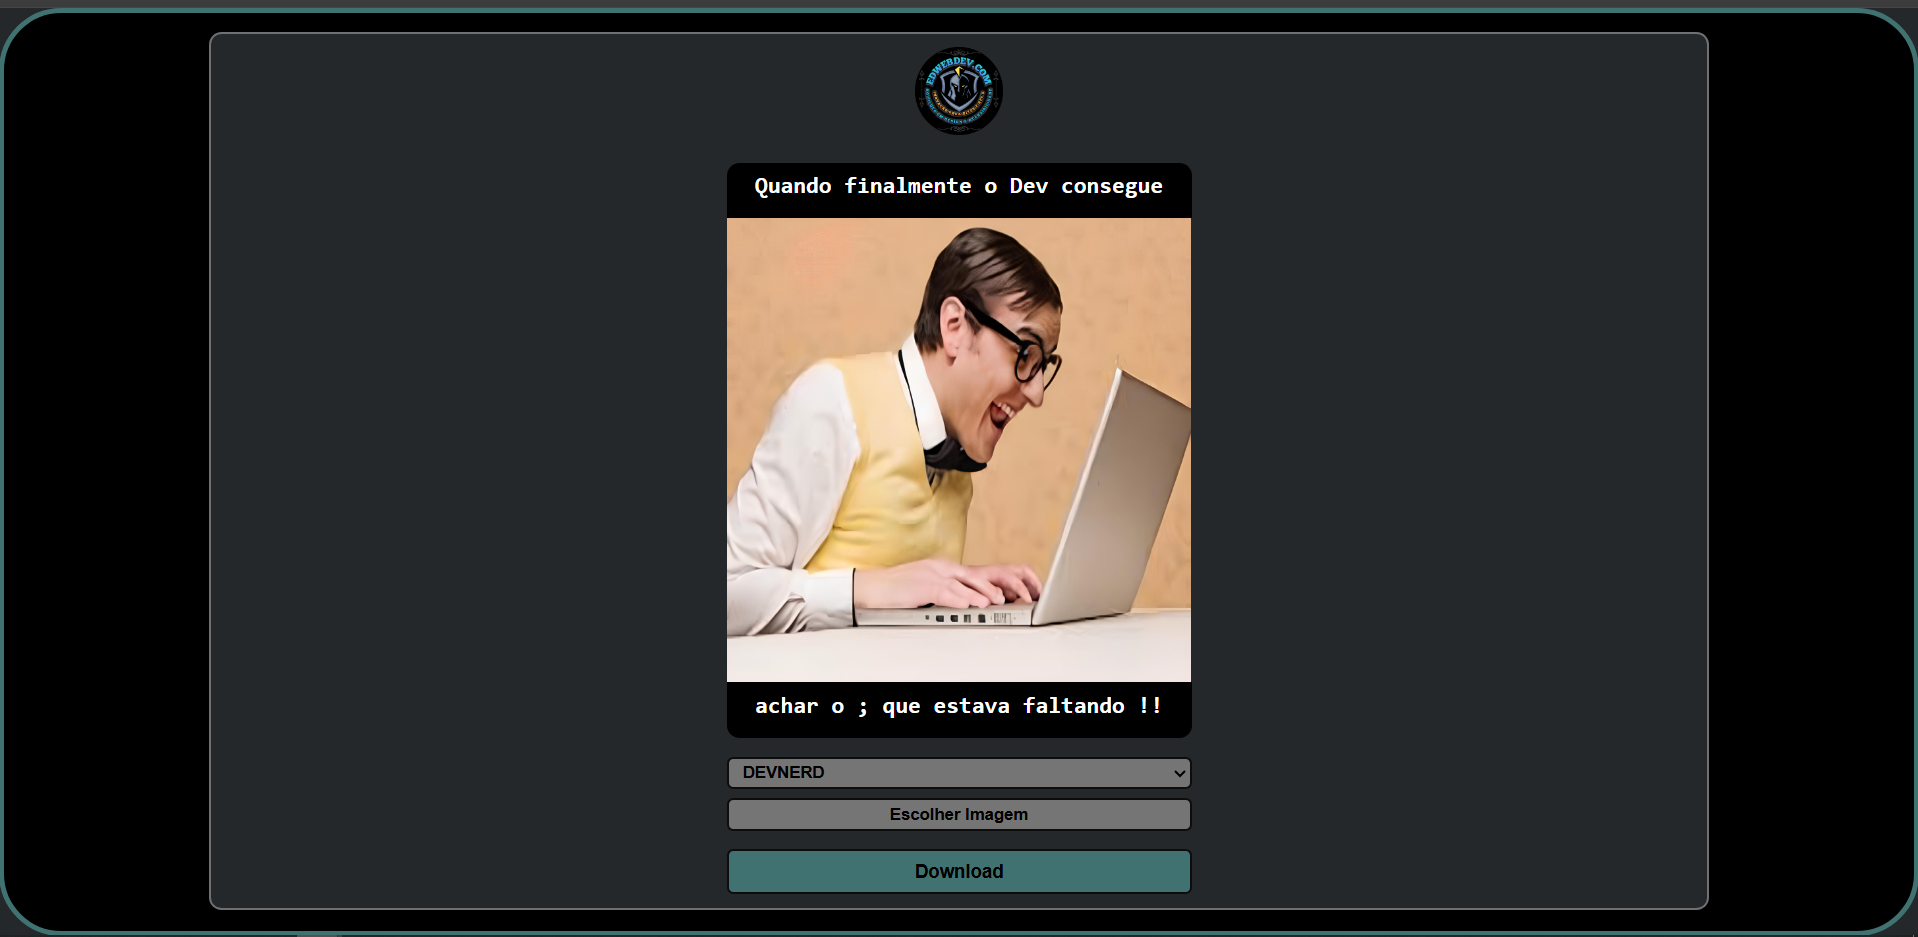 EDWEBDEV.COM
Quando finalmente o Dev consegue
achar o ; que estava faltando !!
DEVNERD
Escolher Imagem
Download